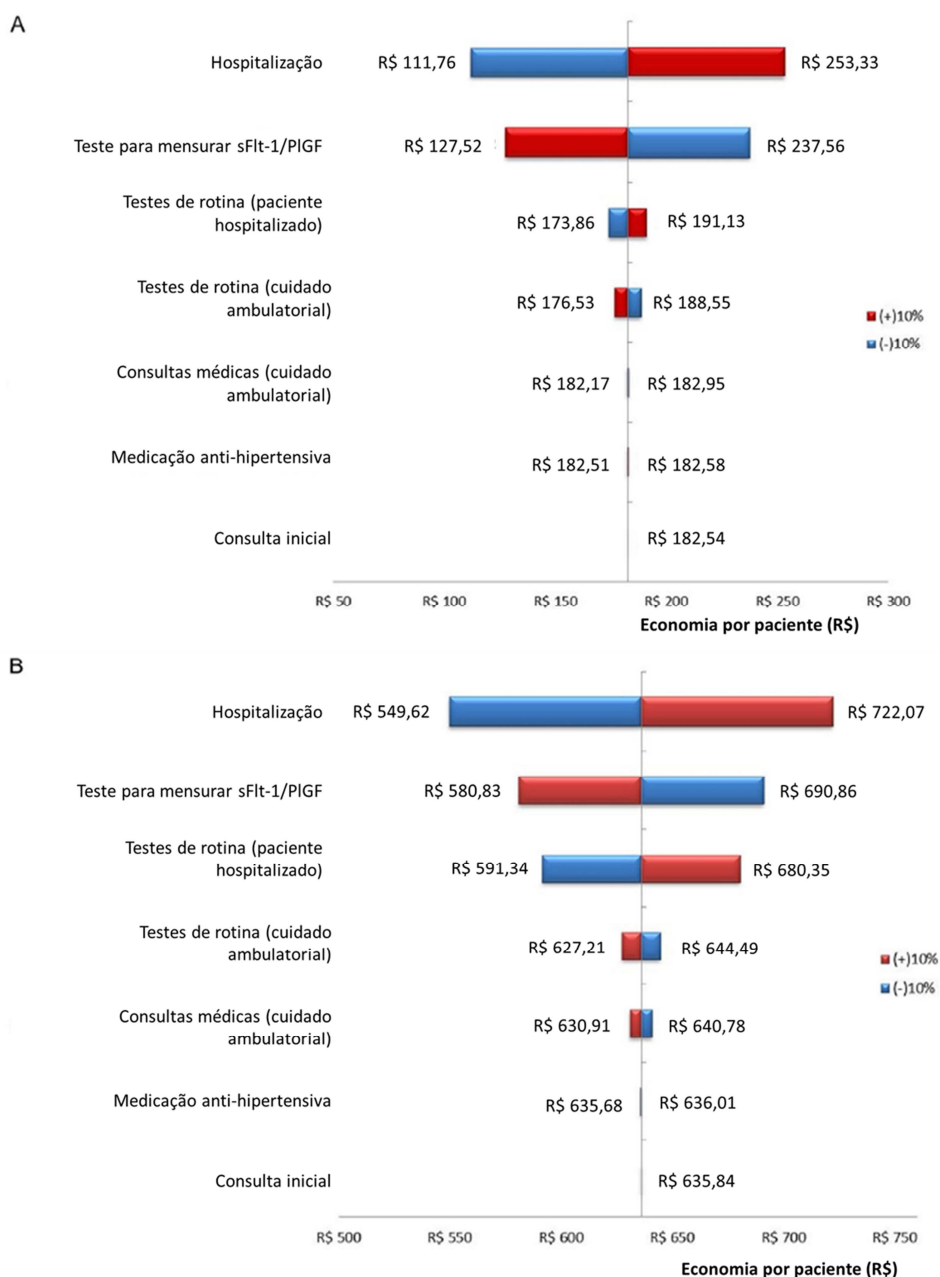 A
Hospitalização
R$ 111,76
R$ 253,33
Teste para mensurar sFlt-1/PlGF
R$ 127,52
R$ 237,56
Testes de rotina (paciente
hospitalizado)
R$ 173,86
R$ 191,13
Testes de rotina (cuidado
ambulatorial)
R$ 176,53
R$ 188,55
(+)10%
(-)10%
Consultas médicas (cuidado
ambulatorial)
R$ 182,17
R$ 182,95
Medicação anti-hipertensiva
R$ 182,51
R$ 182,58
Consulta inicial
R$ 182,54
R$ 50 R$ 100 R$ 150 R$ 200 R$ 250 R$ 300
Economia por paciente (R$)
B
Hospitalização
R$ 549,62
R$ 722,07
Teste para mensurar sFlt-1/PlGF
R$ 580,83
R$ 690,86
Testes de rotina (paciente
hospitalizado)
R$ 591,34
R$ 680,35
Testes de rotina (cuidado
ambulatorial)
R$ 627,21
R$ 644,49
(+)10%
(-)10%
Consultas médicas (cuidado
ambulatorial)
R$ 630,91
R$ 640,78
Medicação anti-hipertensiva
R$ 635,68
R$ 636,01
Consulta inicial
R$ 635,84
R$ 500 R$ 550 R$ 600 R$ 650 R$ 700 R$ 750
Economia por paciente (R$)